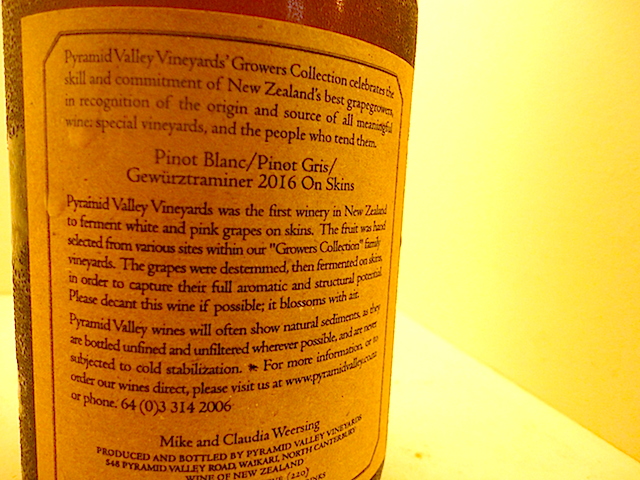 Pyramid Valley Vineyards' Growers Collection celebrates the
skill and commitment of New Zealand's best grapegrowers,
in recognition of the origin and source of all meaningful
wine: special vineyards, and the people who tend them.
Pinot Blanc/Pinot Gris/
Gewürztraminer 2016 On Skins
Pyramid Valley Vineyards was the first winery in New Zealand
to ferment white and pink grapes on skins. The fruit was hand
selected from various sites within our "Growers Collection" family
vineyards. The grapes were destemmed, then fermented on skins,
in order to capture their full aromatic and structural potential.
Please decant this wine if possible; it blossoms with air.
Pyramid Valley wines will often show natural sediments, as they
are bottled unfined and unfiltered wherever possible, and are never
subjected to cold stabilization. For more information, or to
order our wines direct, please visit us at www.pyramidvalley.co.nz
or phone. 64 (0)3 314 2006
Mike and Claudia Weersing
PRODUCED AND BOTTLED BY PYRAMID VALLEY VINEYARDS
548 PYRAMID VALLEY ROAD, WAIKARI, NORTH CANTERBURY
WINE OF NEW ZEALAND
(220)